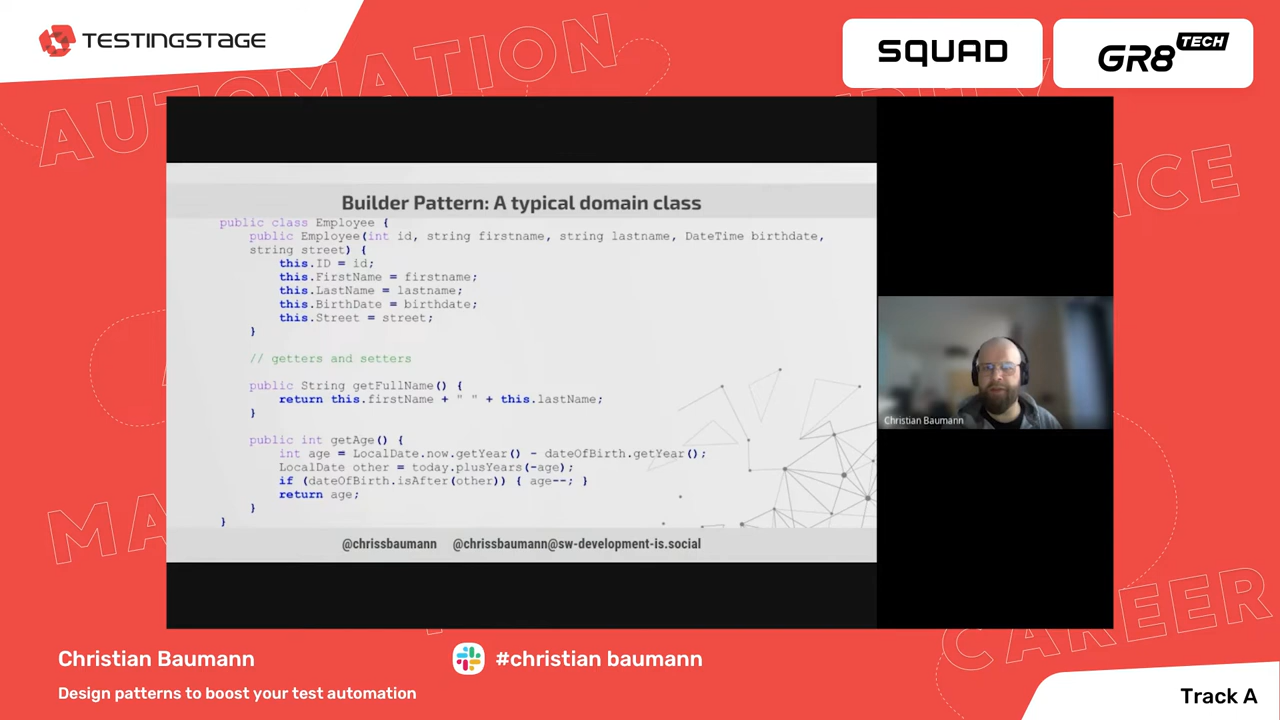 TESTINGSTAGE
SQUAD
GR8 TECH
AUTOMATION
CAREER
Builder Pattern: A typical domain class
public class Employee {
public Employee(int id, string firstname, string lastname, DateTime birthdate,
string street) {
this.ID = id;
this.FirstName = firstname;
this.LastName = lastname;
this.BirthDate = birthdate;
this.Street = street;
}
// getters and setters
public String getFullName() {
return this.firstName + " " + this.lastName;
}
public int getAge() {
int age = LocalDate.now.getYear() - dateOfBirth.getYear();
LocalDate other = today.plusYears(-age);
if (dateOfBirth.isAfter(other)) { age--; }
return age;
}
}
@chrissbaumann @chrissbaumann@sw-development-is.social
Christian Baumann
Christian Baumann
#christian baumann
Design patterns to boost your test automation
Track A